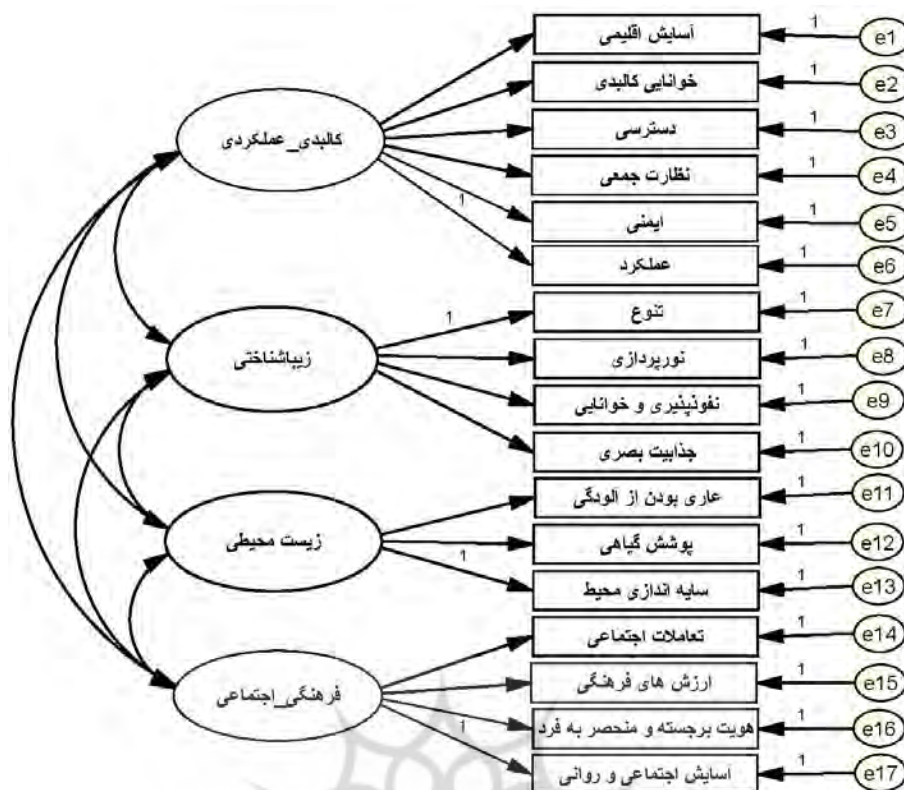 آسایش اقلیمی
1
e1
خوانایی کالبدی
1
e2
کالبدی_عملکردی
دسترسی
1
e3
نظارت جمعی
1
e4
1
ایمنی
1
e5
عملکرد
1
e6
1
تنوع
1
e7
زیباشناختی
نورپردازی
1
e8
نفوذپذیری و خوانایی
1
e9
جذابیت بصری
1
e10
عاری بودن از آلودگی
1
e11
زیست محیطی
پوشش گیاهی
1
e12
1
سایه اندازی محیط
1
e13
تعاملات اجتماعی
1
e14
فرهنگی_اجتماعی
ارزش های فرهنگی
1
e15
هویت برجسته و منحصر به فرد
1
e16
1
آسایش اجتماعی و روانی
1
e17